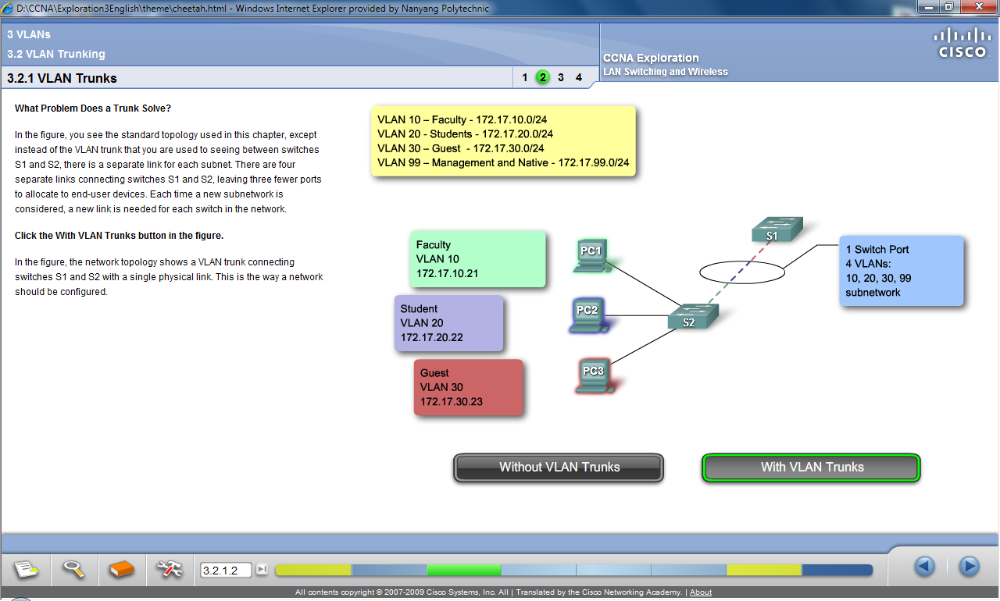 D:\CCNA\Exploration3English\theme\cheetah.html - Windows Internet Explorer provided by Nanyang Polytechnic
3 VLANs
3.2 VLAN Trunking
3.2.1 VLAN Trunks
1 2 3 4
CCNA Exploration
LAN Switching and Wireless
CISCO
What Problem Does a Trunk Solve?
In the figure, you see the standard topology used in this chapter, except
instead of the VLAN trunk that you are used to seeing between switches
S1 and S2, there is a separate link for each subnet. There are four
separate links connecting switches S1 and S2, leaving three fewer ports
to allocate to end-user devices. Each time a new subnetwork is
considered, a new link is needed for each switch in the network.
Click the With VLAN Trunks button in the figure.
In the figure, the network topology shows a VLAN trunk connecting
switches S1 and S2 with a single physical link. This is the way a network
should be configured.
VLAN 10 – Faculty - 172.17.10.0/24
VLAN 20 - Students - 172.17.20.0/24
VLAN 30 – Guest - 172.17.30.0/24
VLAN 99 – Management and Native - 172.17.99.0/24
Faculty
VLAN 10
172.17.10.21
Student
VLAN 20
172.17.20.22
Guest
VLAN 30
172.17.30.23
PC1
PC2
PC3
S1
S2
1 Switch Port
4 VLANs:
10, 20, 30, 99
subnetwork
Without VLAN Trunks
With VLAN Trunks
3.2.1.2
All contents copyright © 2007-2009 Cisco Systems, Inc. All | Translated by the Cisco Networking Academy. | About